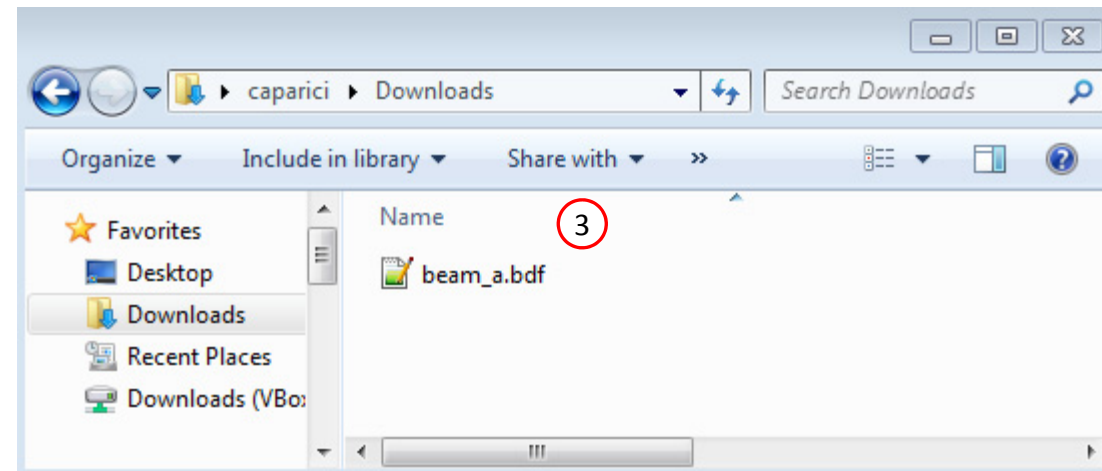 caparici Downloads Search Downloads
Organize Include in library Share with »
Favorites
Desktop
Downloads
Recent Places
Downloads (VBo
Name
3
beam_a.bdf